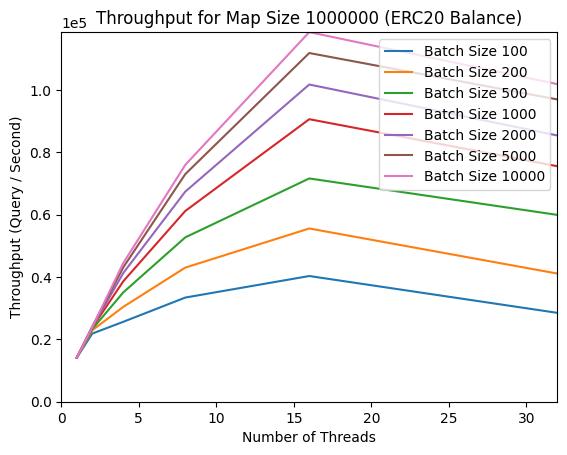 Throughput for Map Size 1000000 (ERC20 Balance)
1e5
Batch Size 100
Batch Size 200
Batch Size 500
Batch Size 1000
Batch Size 2000
Batch Size 5000
Batch Size 10000
Throughput (Query / Second)
1.0
0.8
0.6
0.4
0.2
0.0
0 5 10 15 20 25 30
Number of Threads